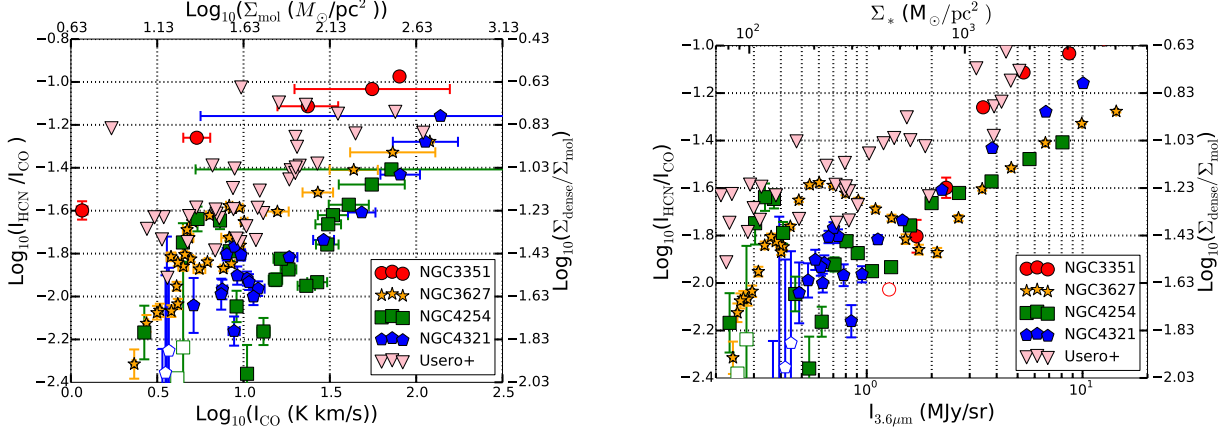 Log10(Σmol (M⊙/pc2 ))
0.63 1.13 1.63 2.13 2.63 3.13
−1.0
−1.2
−1.4
−1.6
−1.8
−2.0
−2.2
−2.4
Log10(IHCN /ICO)
−0.43
−0.63
−0.83
−1.03
−1.23
−1.43
−1.63
−1.83
−2.03
Log10(Σdense/Σmol)
NGC3351
NGC3627
NGC4254
NGC4321
Usero+
0.0 0.5 1.0 1.5 2.0 2.5
Log10(ICO (K km/s))
Σ* (M⊙/pc2)
102 103
−1.0
−1.2
−1.4
−1.6
−1.8
−2.0
−2.2
−2.4
Log10(IHCN/ICO)
−0.63
−0.83
−1.03
−1.23
−1.43
−1.63
−1.83
−2.03
Log10(Σdense/Σmol)
NGC3351
NGC3627
NGC4254
NGC4321
Usero+
100 101
I3.6μm (MJy/sr)